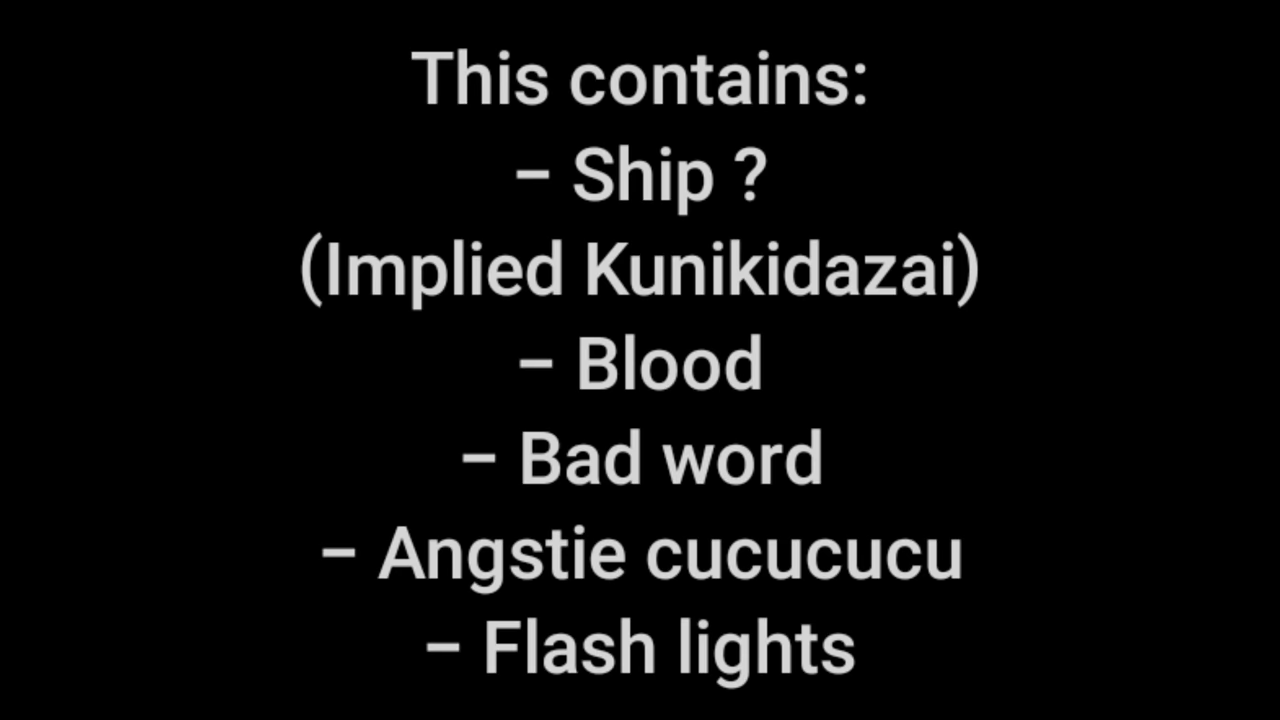 This contains:
– Ship ?
(Implied Kunikidazai)
– Blood
– Bad word
– Angstie cucucucu
– Flash lights